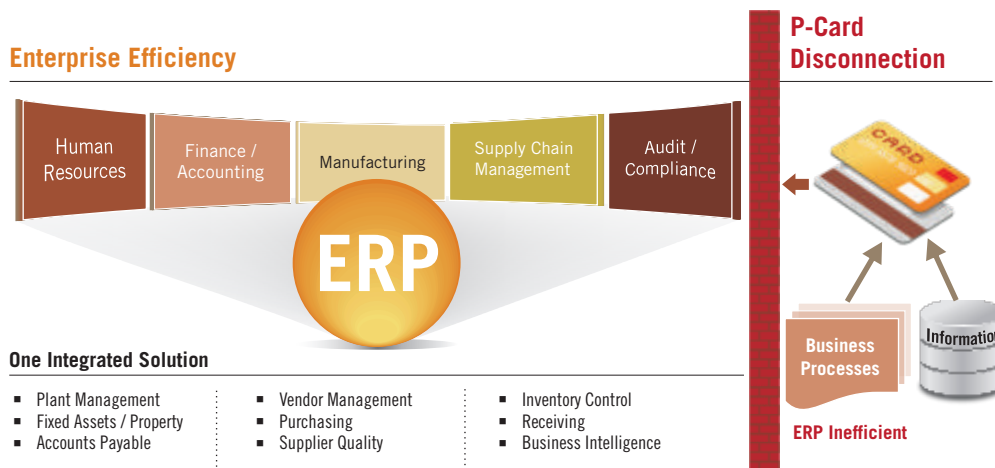 Enterprise Efficiency
P-Card
Disconnection
Human
Resources
Finance /
Accounting
Manufacturing
Supply Chain
Management
Audit /
Compliance
CARD
ERP
Business
Processes
Information
One Integrated Solution
▪ Plant Management
▪ Fixed Assets / Property
▪ Accounts Payable
▪ Vendor Management
▪ Purchasing
▪ Supplier Quality
▪ Inventory Control
▪ Receiving
▪ Business Intelligence
ERP Inefficient